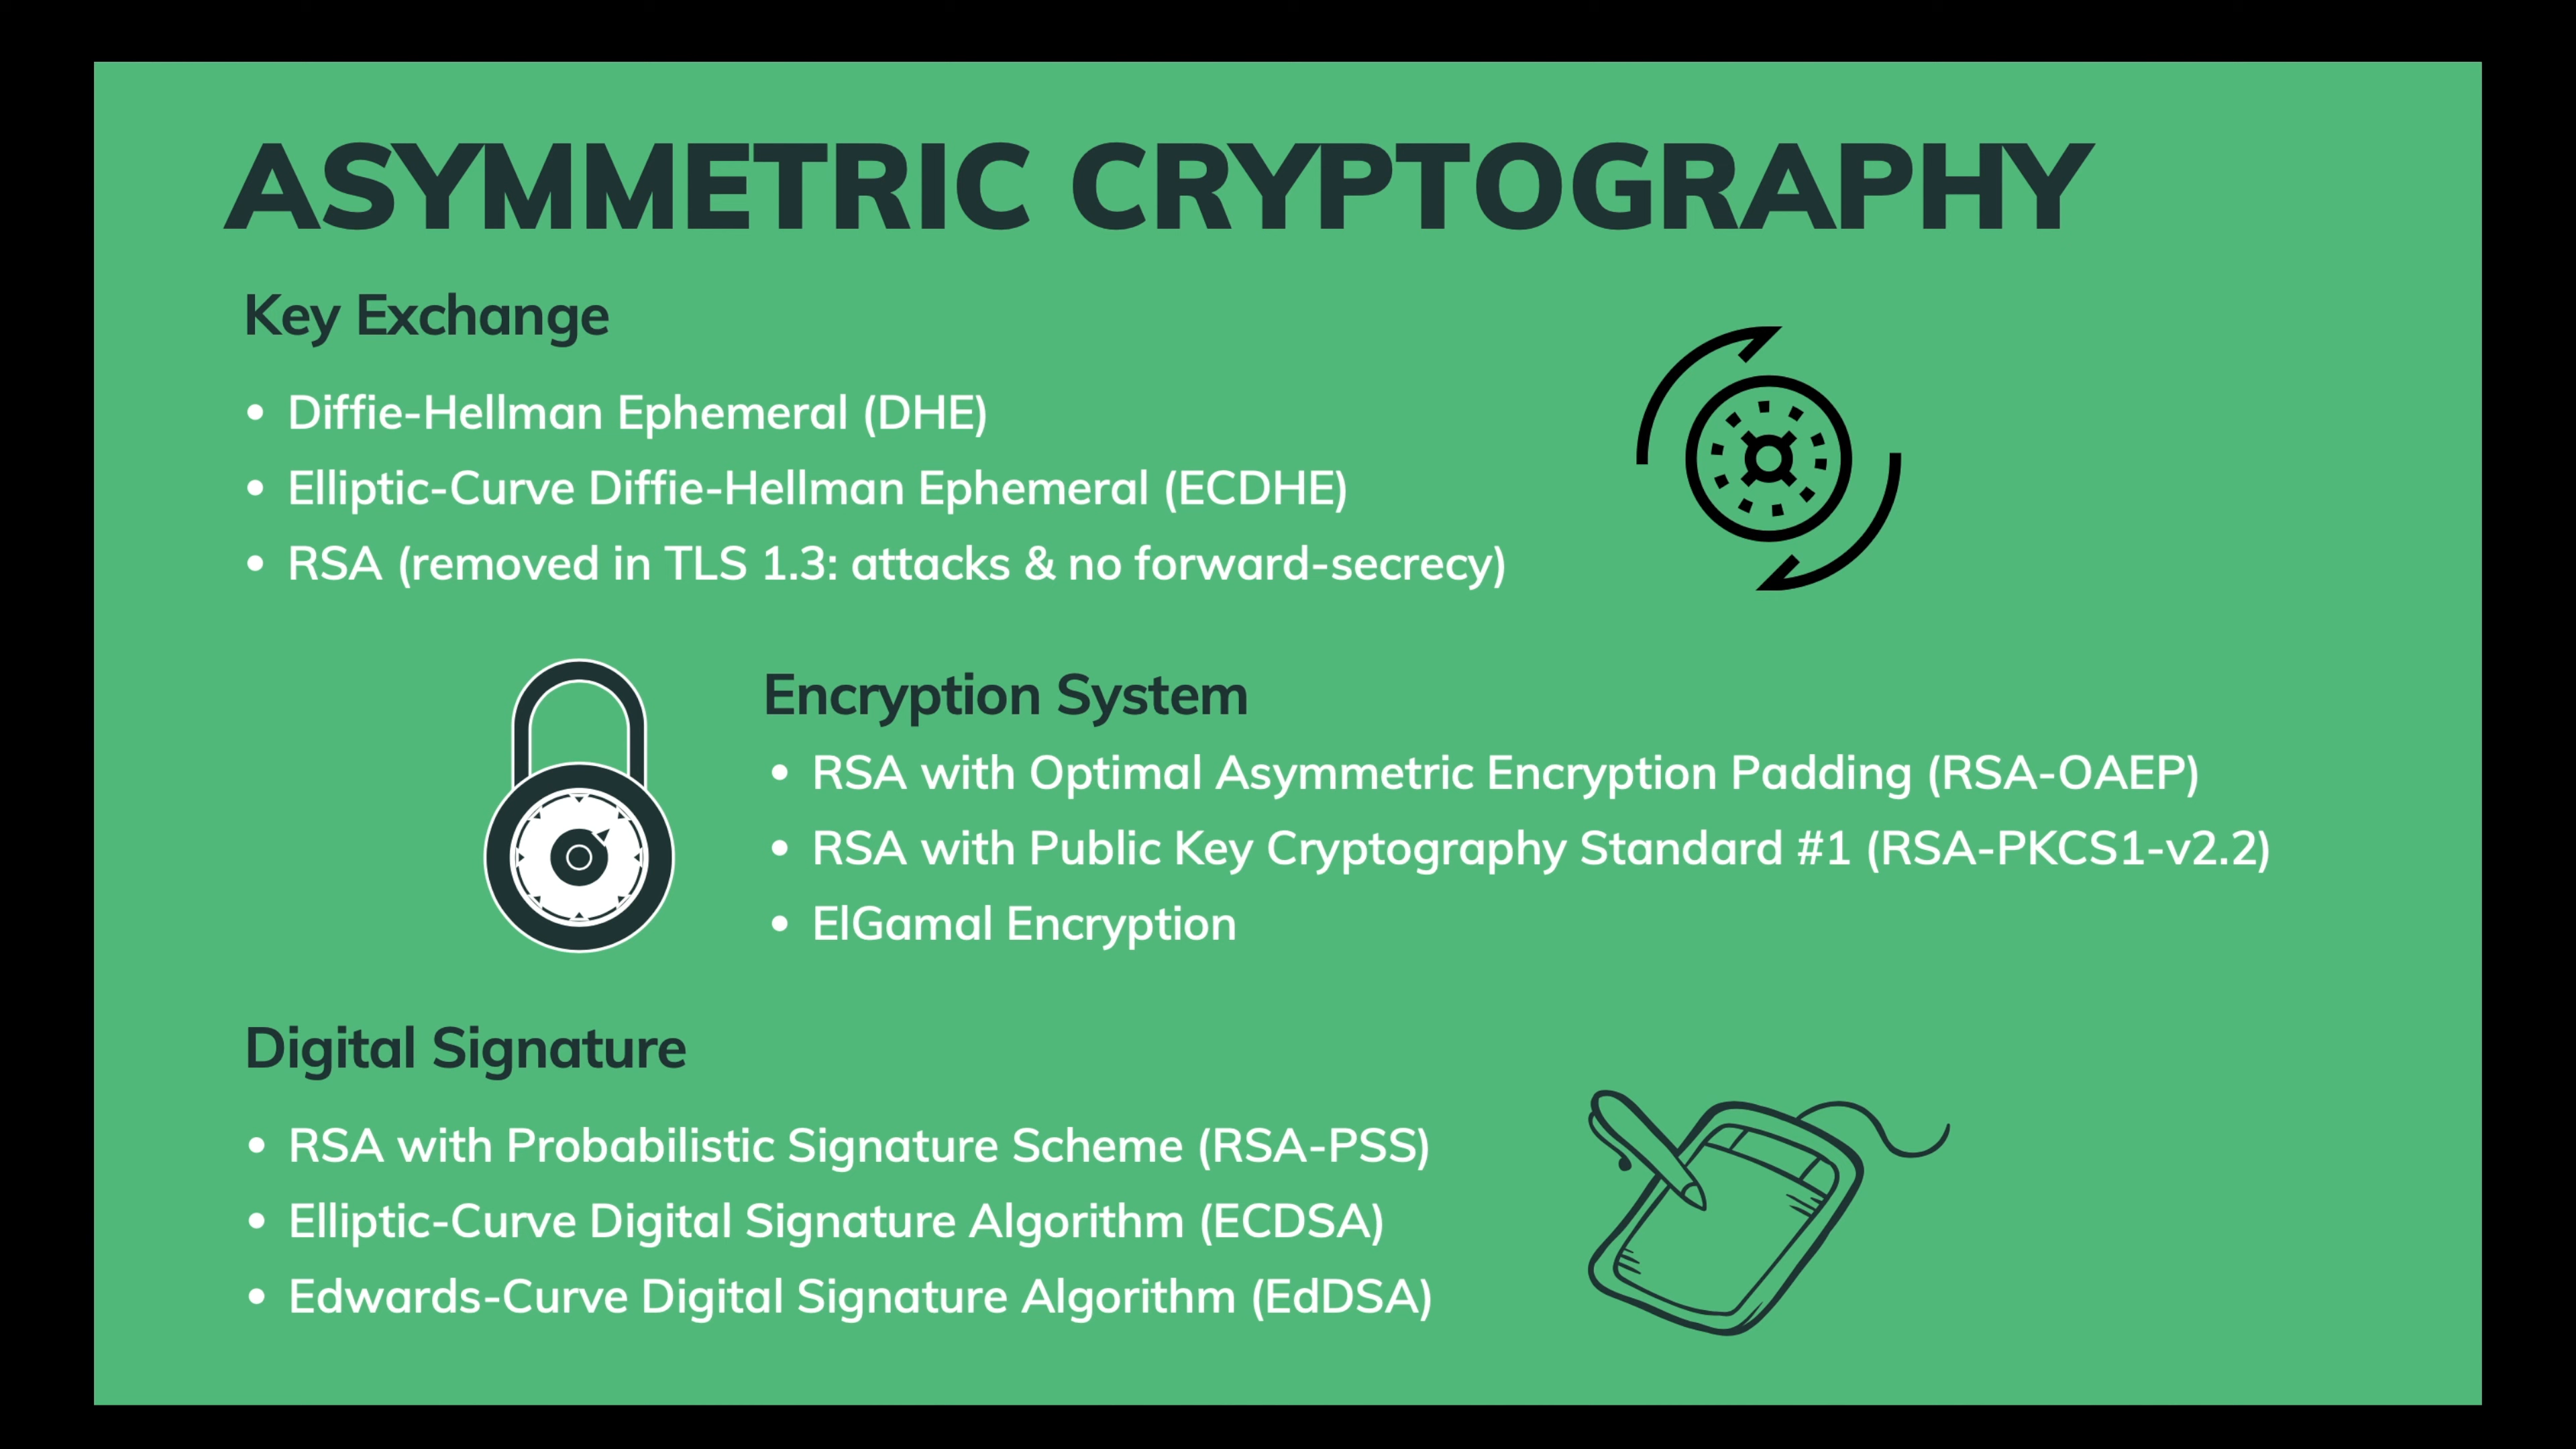 ASYMMETRIC CRYPTOGRAPHY
Key Exchange
• Diffie-Hellman Ephemeral (DHE)
• Elliptic-Curve Diffie-Hellman Ephemeral (ECDHE)
• RSA (removed in TLS 1.3: attacks & no forward-secrecy)
Encryption System
• RSA with Optimal Asymmetric Encryption Padding (RSA-OAEP)
• RSA with Public Key Cryptography Standard #1 (RSA-PKCS1-v2.2)
• ElGamal Encryption
Digital Signature
• RSA with Probabilistic Signature Scheme (RSA-PSS)
• Elliptic-Curve Digital Signature Algorithm (ECDSA)
• Edwards-Curve Digital Signature Algorithm (EdDSA)